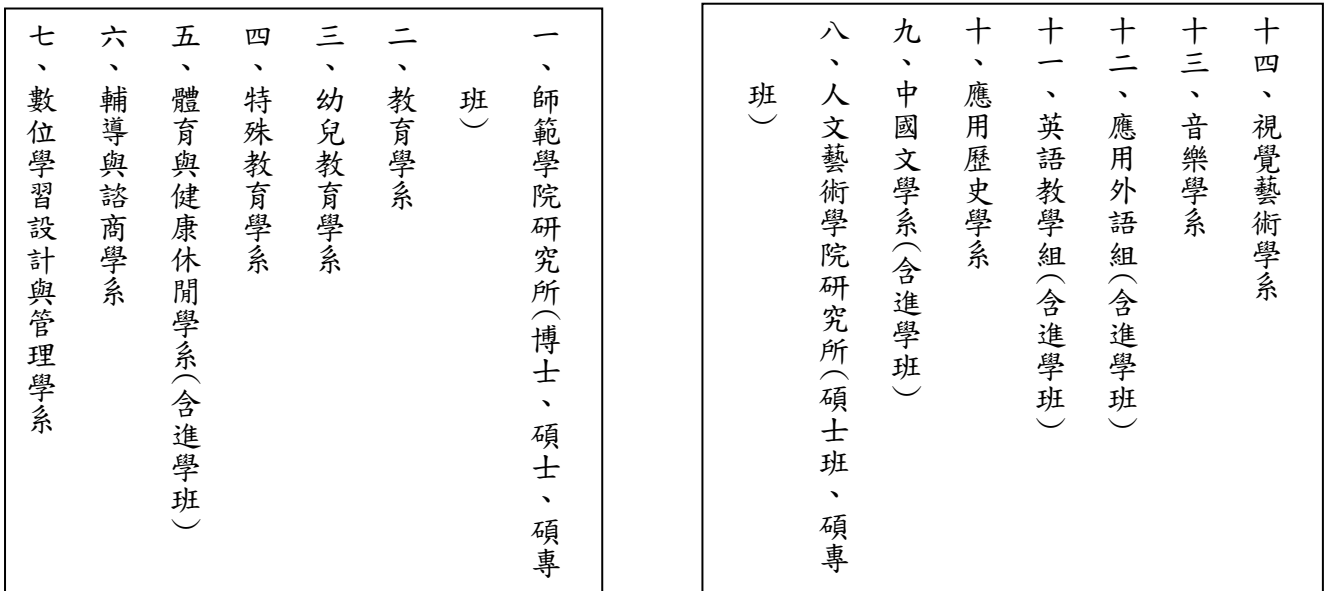 一、師範學院研究所(博士、碩士、碩專
班)
二、教育學系
三、幼兒教育學系
四、特殊教育學系
五、體育與健康休閒學系(含進學班)
六、輔導與諮商學系
七、數位學習設計與管理學系
八、人文藝術學院研究所(碩士班、碩專
班)
九、中國文學系(含進學班)
十、應用歷史學系
十一、英語教學組(含進學班)
十二、應用外語組(含進學班)
十三、音樂學系
十四、視覺藝術學系